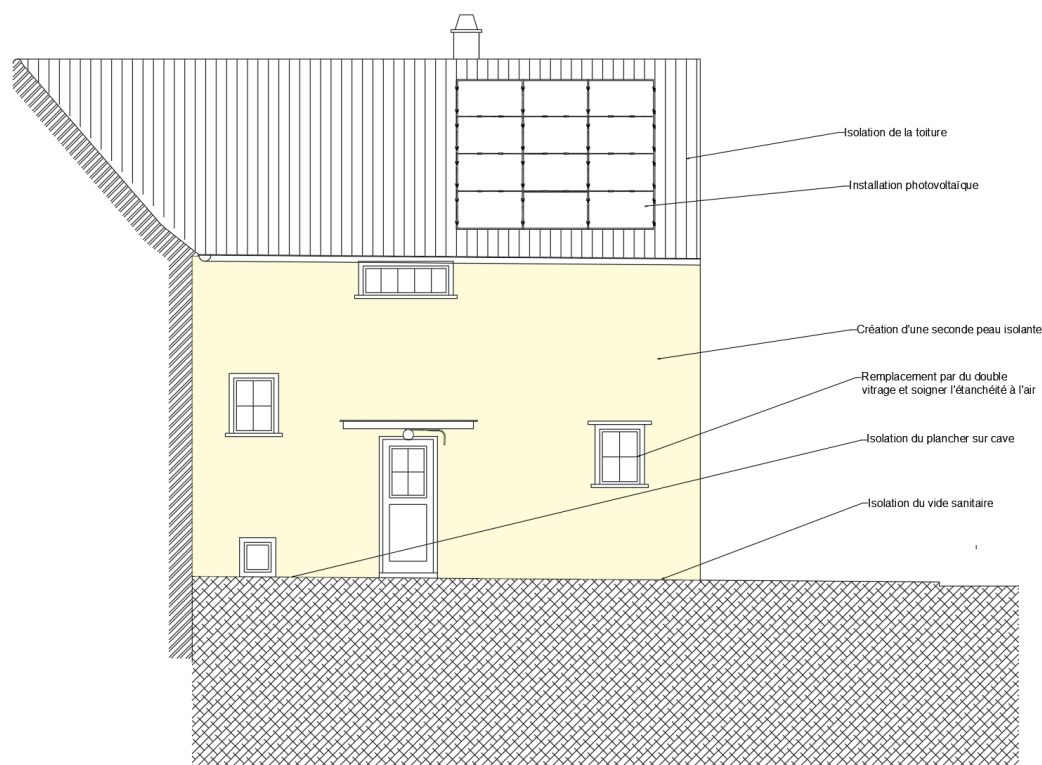 Isolation de la toiture
Installation photovoltaïque
Création d'une seconde peau isolante
Remplacement par du double
vitrage et soigner l'étanchéité à l'air
Isolation du plancher sur cave
Isolation du vide sanitaire